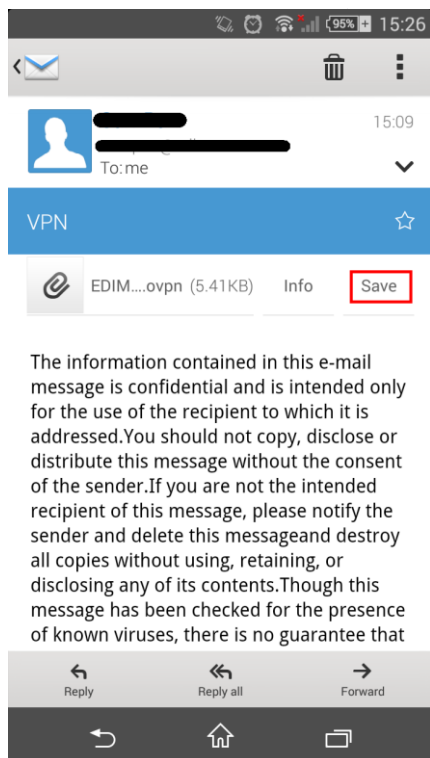 95% 15:26
15:09
To:me
VPN
EDIM....ovpn (5.41KB) Info Save
The information contained in this e-mail
message is confidential and is intended only
for the use of the recipient to which it is
addressed.You should not copy, disclose or
distribute this message without the consent
of the sender.If you are not the intended
recipient of this message, please notify the
sender and delete this messageand destroy
all copies without using, retaining, or
disclosing any of its contents.Though this
message has been checked for the presence
of known viruses, there is no guarantee that
Reply Reply all Forward